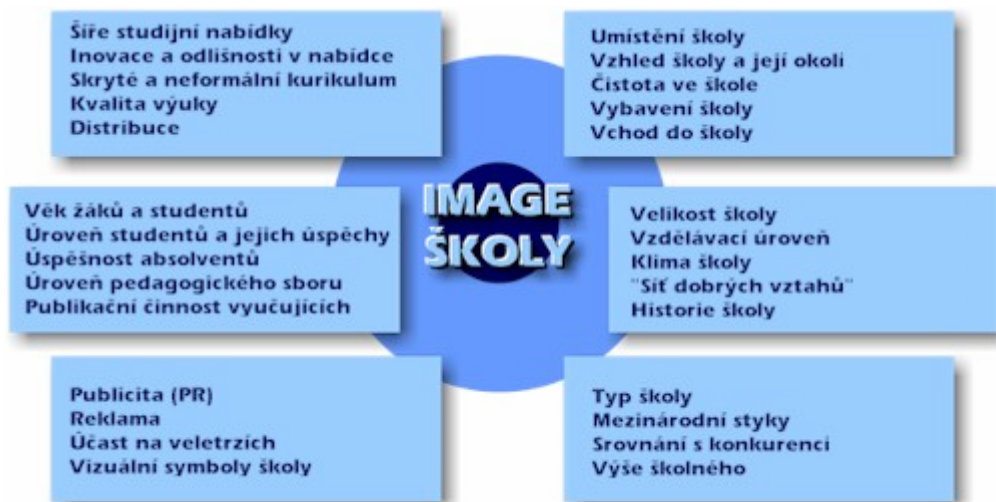 Šíře studijní nabídky
Inovace a odlišnosti v nabídce
Skryté a neformální kurikulum
Kvalita výuky
Distribuce
Umístění školy
Vzhled školy a její okolí
Čistota ve škole
Vybavení školy
Vchod do školy
IMAGE
ŠKOLY
Věk žáků a studentů
Úroveň studentů a jejich úspěchy
Úspěšnost absolventů
Úroveň pedagogického sboru
Publikační činnost vyučujících
Velikost školy
Vzdělávací úroveň
Klima školy
"Síť dobrých vztahů"
Historie školy
Publicita (PR)
Reklama
Účast na veletrzích
Vizuální symboly školy
Typ školy
Mezinárodní styky
Srovnání s konkurencí
Výše školného